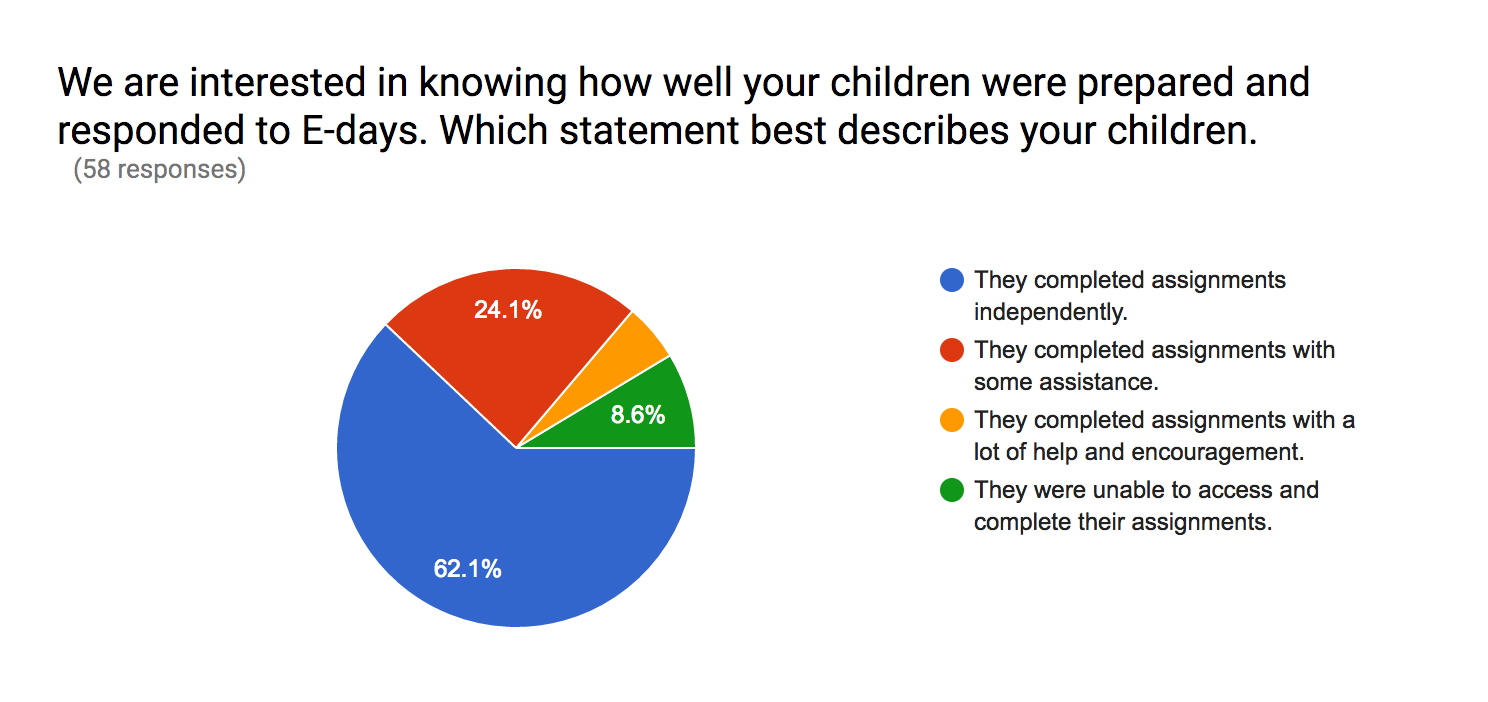 We are interested in knowing how well your children were prepared and
responded to E-days. Which statement best describes your children.
(58 responses)
24.1%
8.6%
62.1%
They completed assignments
independently.
They completed assignments with
some assistance.
They completed assignments with a
lot of help and encouragement.
They were unable to access and
complete their assignments.